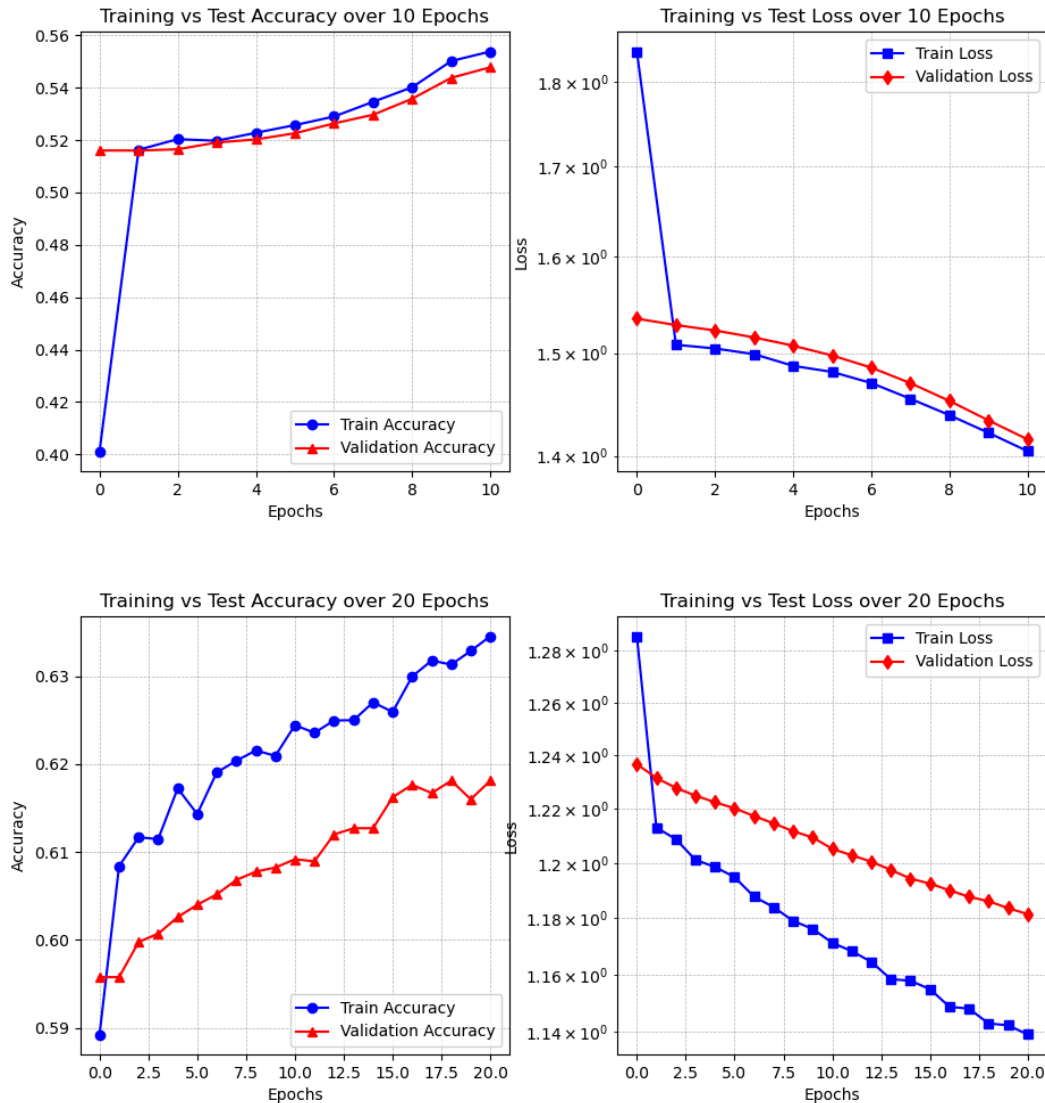 Training vs Test Accuracy over 10 Epochs
Accuracy
0.56
0.54
0.52
0.50
0.48
0.46
0.44
0.42
0.40
Train Accuracy
Validation Accuracy
0 2 4 6 8 10
Epochs
Training vs Test Loss over 10 Epochs
Loss
1.8 × 10⁰
1.7 × 10⁰
1.6 × 10⁰
1.5 × 10⁰
1.4 × 10⁰
Train Loss
Validation Loss
0 2 4 6 8 10
Epochs
Training vs Test Accuracy over 20 Epochs
Accuracy
0.63
0.62
0.61
0.60
0.59
Train Accuracy
Validation Accuracy
0.0 2.5 5.0 7.5 10.0 12.5 15.0 17.5 20.0
Epochs
Training vs Test Loss over 20 Epochs
Loss
1.28 × 10⁰
1.26 × 10⁰
1.24 × 10⁰
1.22 × 10⁰
1.20 × 10⁰
1.18 × 10⁰
1.16 × 10⁰
1.14 × 10⁰
Train Loss
Validation Loss
0.0 2.5 5.0 7.5 10.0 12.5 15.0 17.5 20.0
Epochs